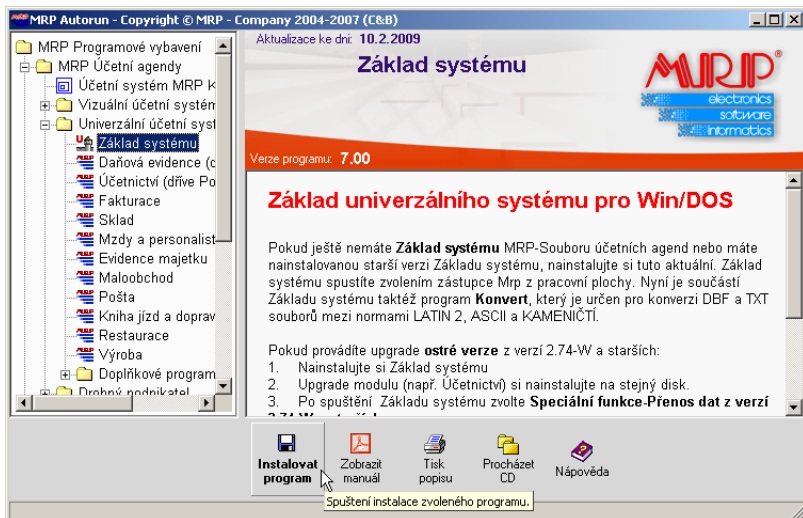 MRP Autorun - Copyright © MRP - Company 2004-2007 (C&B)
MRP Programové vybavení
MRP Účetní agendy
Účetní systém MRP K
Vizuální účetní systém
Univerzální účetní syst
Základ systému
Daňová evidence (d
Účetnictví (dříve Po
Fakturace
Sklad
Mzdy a personalist
Evidence majetku
Maloobchod
Pošta
Kniha jízd a doprav
Restaurace
Výroba
Doplňkové program
Drobný podnikatel
Aktualizace ke dni: 10.2.2009
Základ systému
MRP®
electronics
software
informatics
Verze programu: 7.00
Základ univerzálního systému pro Win/DOS
Pokud ještě nemáte Základ systému MRP-Souboru účetních agend nebo máte
nainstalovanou starší verzi Základu systému, nainstalujte si tuto aktuální. Základ
systému spustíte zvolením zástupce Mrp z pracovní plochy. Nyní je součástí
Základu systému taktéž program Konvert, který je určen pro konverzi DBF a TXT
souborů mezi normami LATIN 2, ASCII a KAMENIČTÍ.
Pokud provádíte upgrade ostré verze z verzí 2.74-W a starších:
1. Nainstalujte si Základ systému
2. Upgrade modulu (např. Účetnictví) si nainstalujte na stejný disk.
3. Po spuštění Základu systému zvolte Speciální funkce-Přenos dat z verzí
Instalovat program
Zobrazit manuál
Tisk popisu
Procházet CD
Nápověda
Spuštení instalace zvoleného programu.